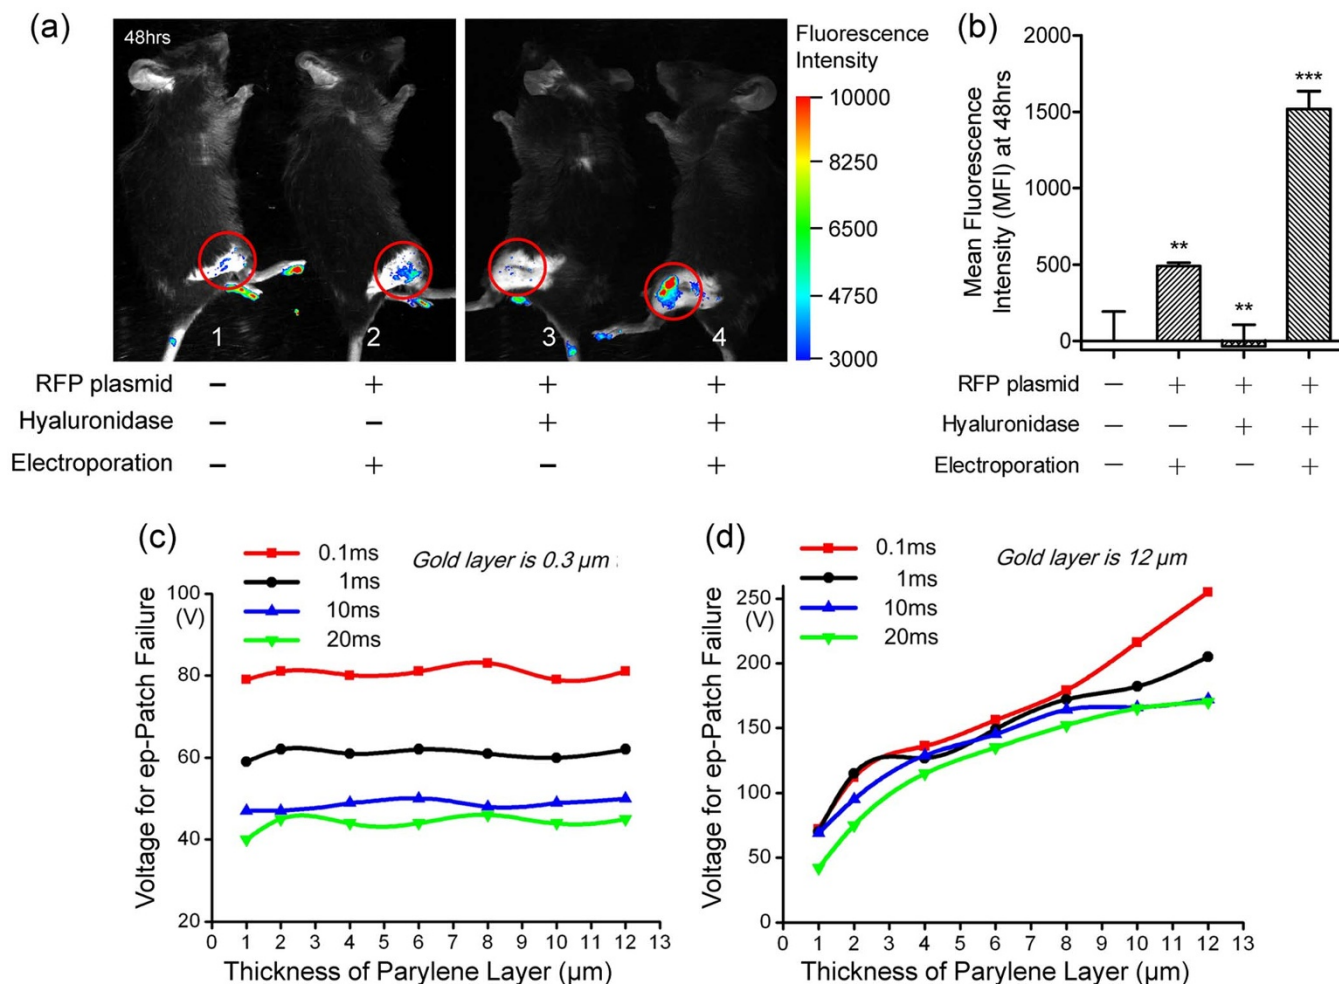 (a)
48hrs
1
2
3
4
Fluorescence
Intensity
10000
8250
6500
4750
3000
RFP plasmid – + + +
Hyaluronidase – – + +
Electroporation – + – +
(b)
Mean Fluorescence
Intensity (MFI) at 48hrs
2000
1500
1000
500
0
**
**
***
RFP plasmid — + + +
Hyaluronidase — — + +
Electroporation — + — +
(c)
0.1ms
1ms
10ms
20ms
Gold layer is 0.3 µm
Voltage for ep-Patch Failure
(V)
100
80
60
40
20
0 1 2 3 4 5 6 7 8 9 10 11 12 13
Thickness of Parylene Layer (µm)
(d)
0.1ms
1ms
10ms
20ms
Gold layer is 12 µm
Voltage for ep-Patch Failure
(V)
250
200
150
100
50
0
0 1 2 3 4 5 6 7 8 9 10 11 12 13
Thickness of Parylene Layer (µm)